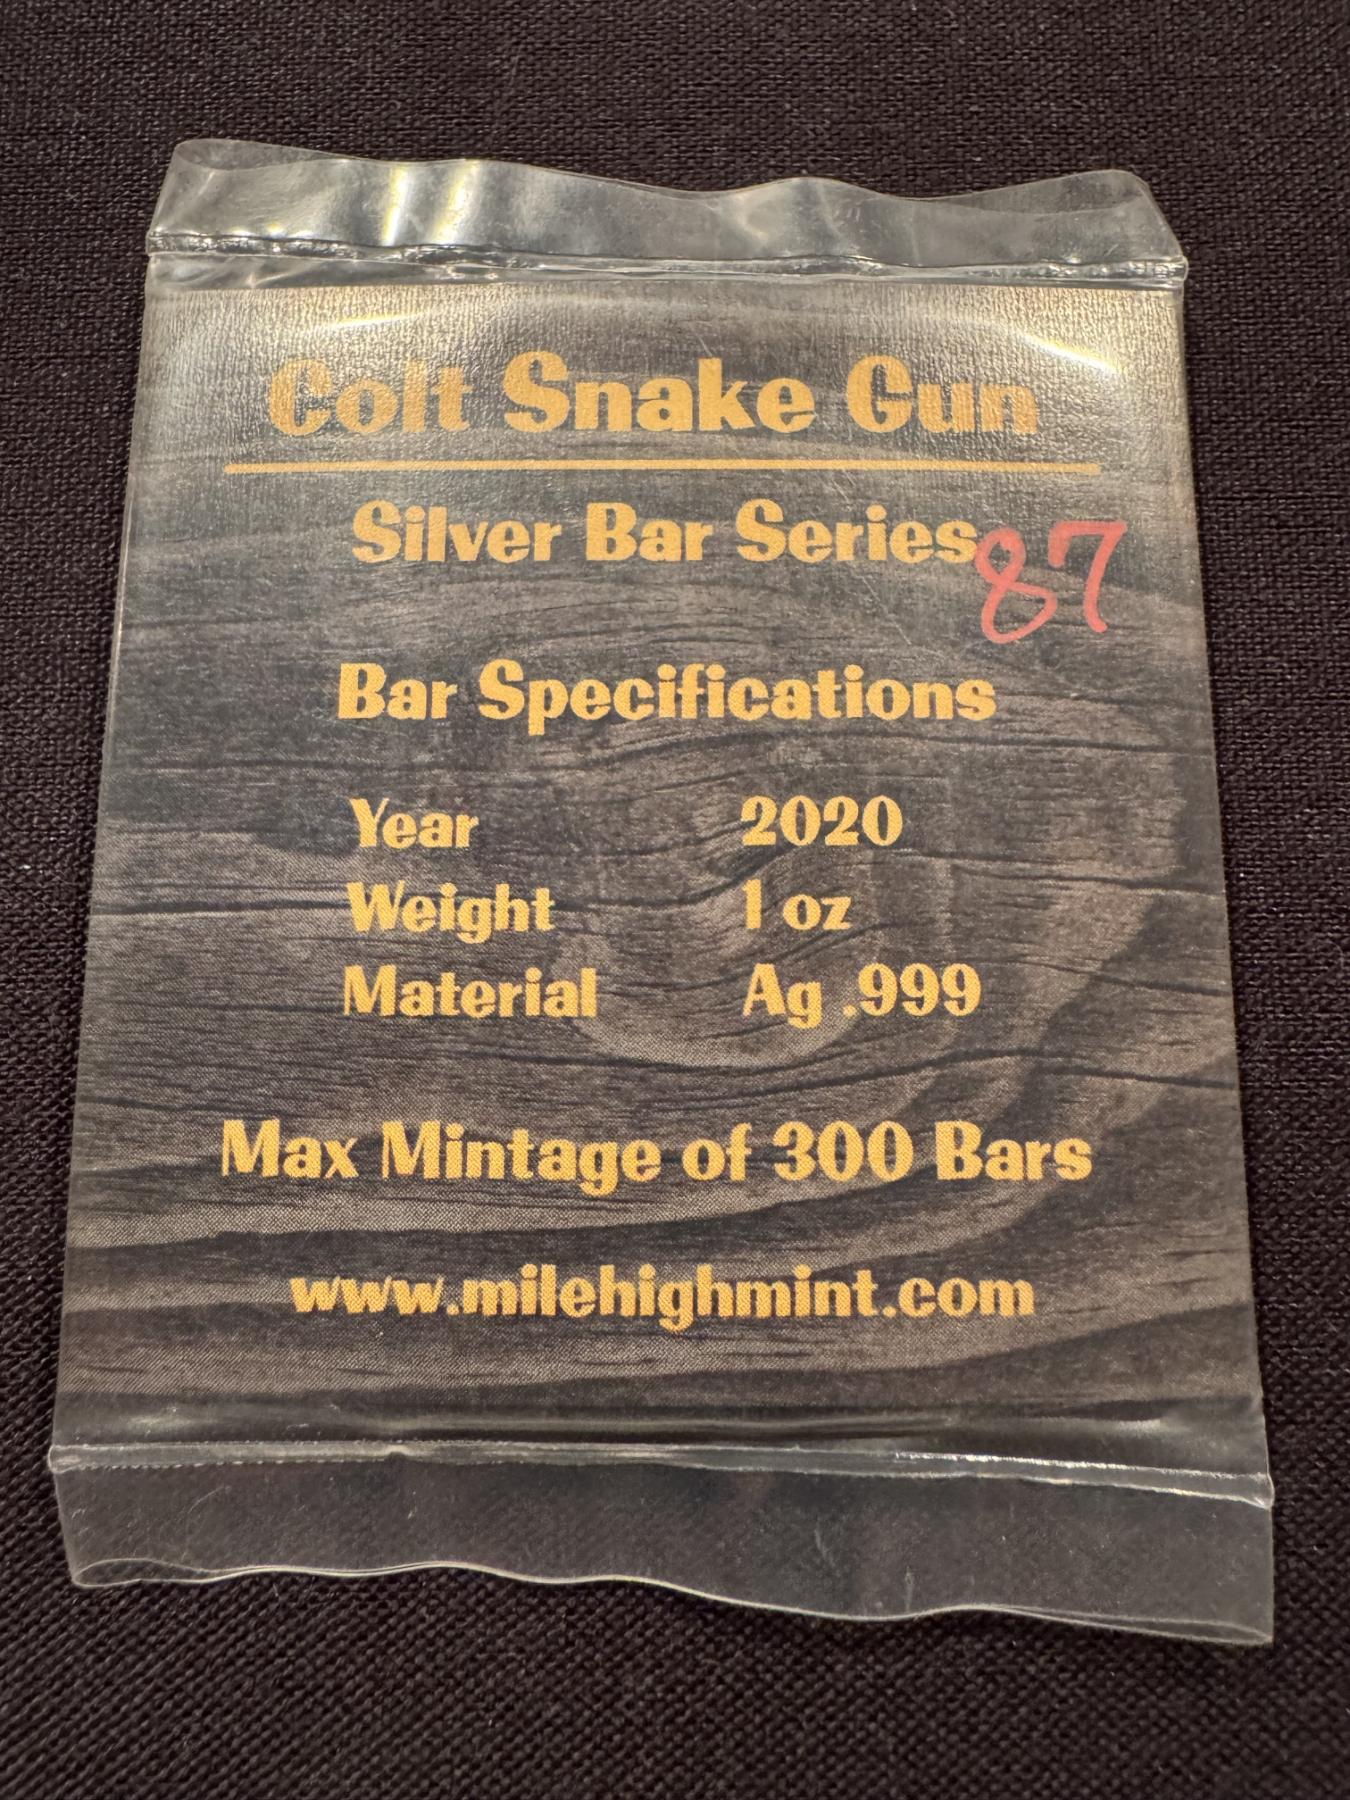 Colt Snake Gun
Silver Bar Series
87
Bar Specifications
Year 2020
Weight 1 oz
Material Ag .999
Max Mintage of 300 Bars
www.milehighmint.com